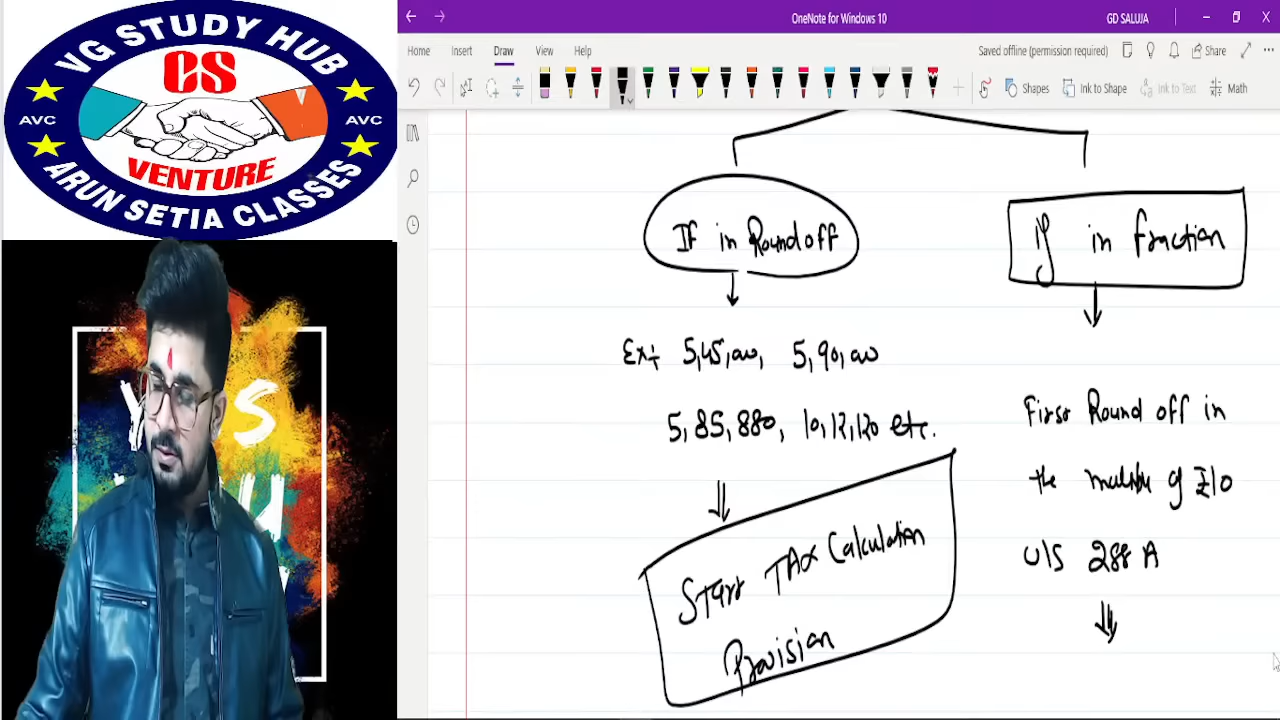 VG STUDY HUB
CS
AVC
AVC
VENTURE
ARUN SETIA CLASSES
OneNote for Windows 10
GD SALUJA
Home Insert Draw View Help
Saved offline (permission required)
Share
Shapes
Ink to Shape
Ink to Text
Math
If in Round off
If in fraction
Ex:- 5,45,000, 5,90,000
5,85,880, 10,12,120 etc.
First Round off in
the multiple of ₹10
U/S 288 A
Start TAX Calculation
Provision